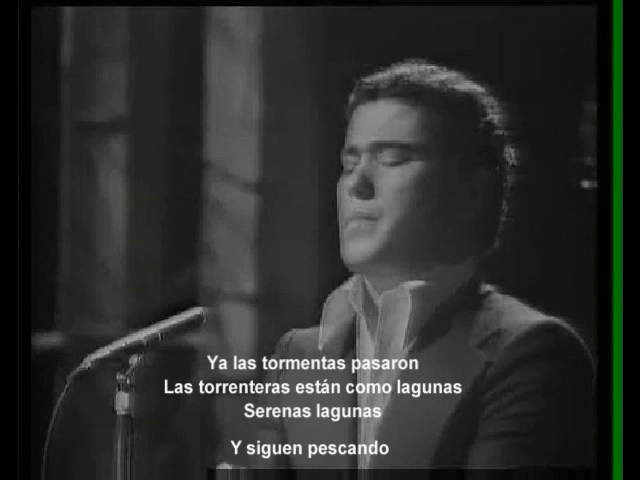 Ya las tormentas pasaron
Las torrenteras están como lagunas
Serenas lagunas
Y siguen pescando